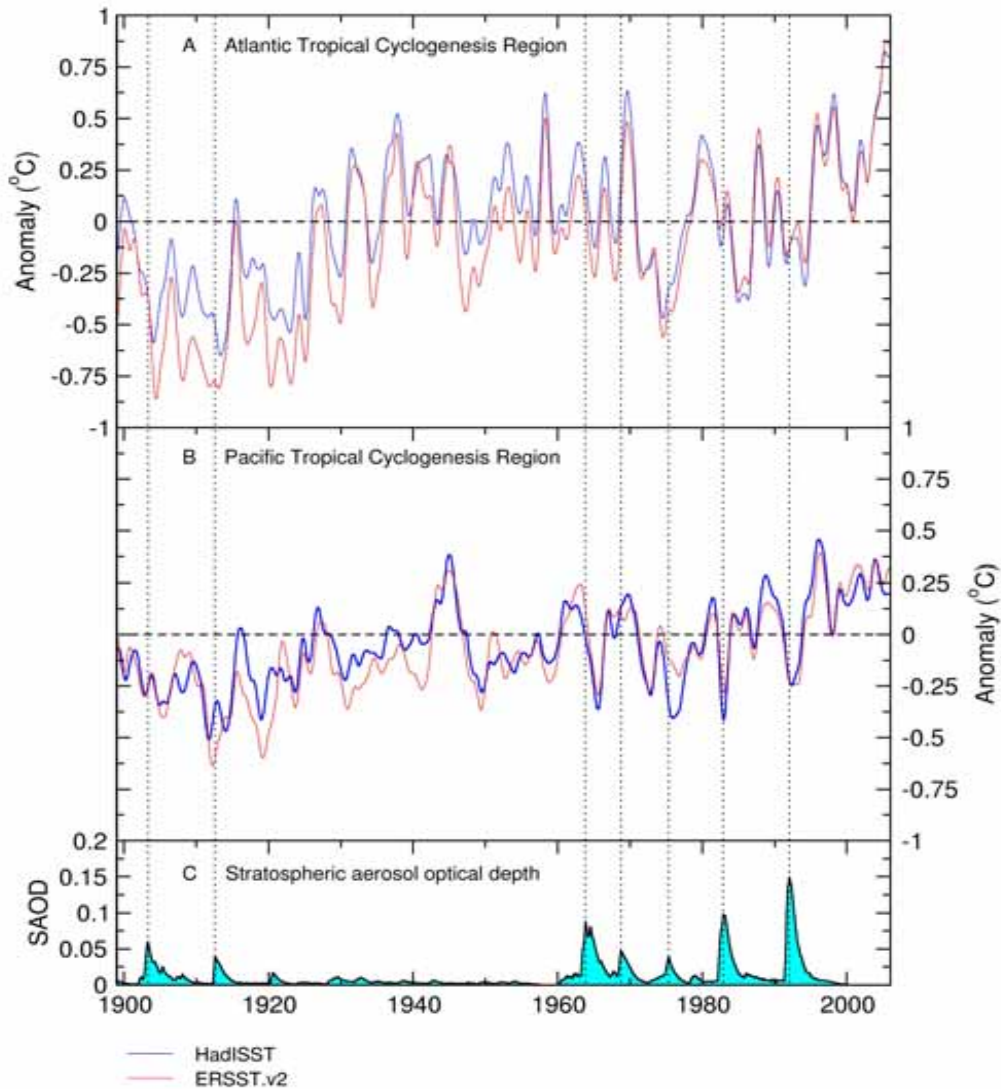 1
A Atlantic Tropical Cyclogenesis Region
0.75
0.5
0.25
0
-0.25
-0.5
-0.75
-1
Anomaly (°C)
1
B Pacific Tropical Cyclogenesis Region
0.75
0.5
0.25
0
-0.25
-0.5
-0.75
-1
Anomaly (°C)
0.2
C Stratospheric aerosol optical depth
0.15
0.1
0.05
0
SAOD
1900 1920 1940 1960 1980 2000
HadISST
ERSST.v2